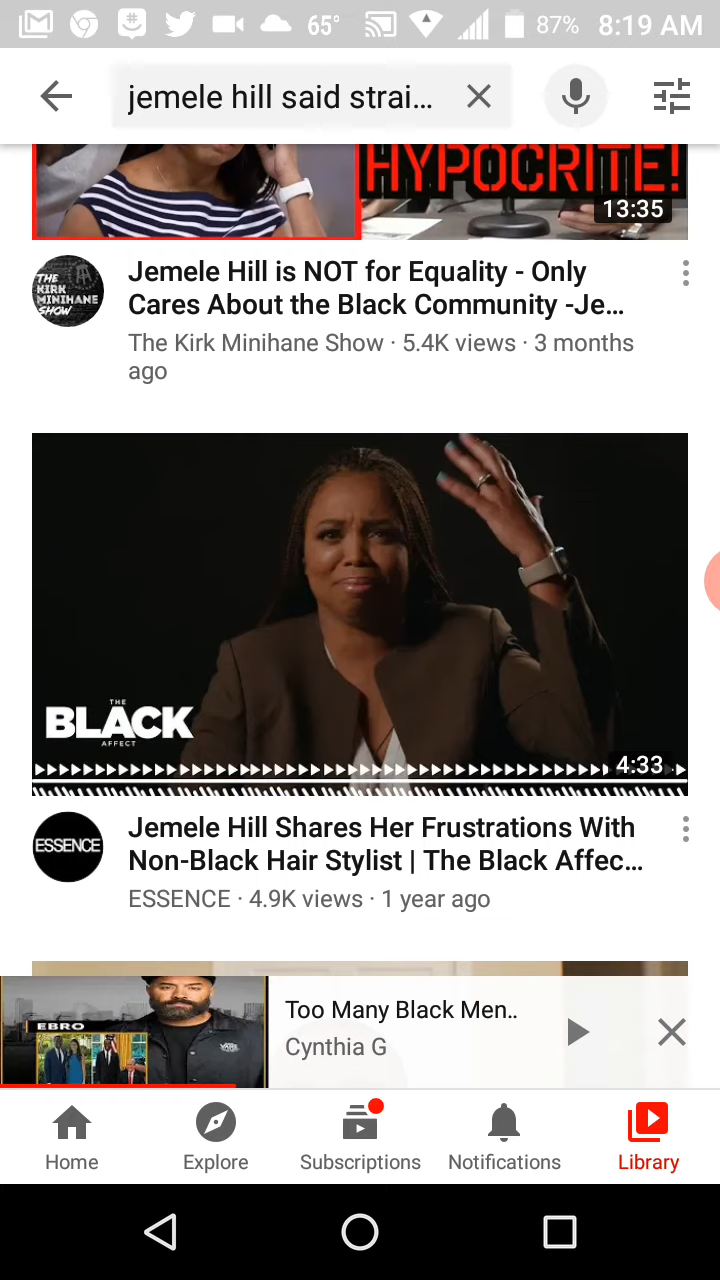 65° 87% 8:19 AM
jemele hill said strai...
HYPOCRITE!
13:35
THE
KIRK
MINIHANE
SHOW
Jemele Hill is NOT for Equality - Only
Cares About the Black Community -Je...
The Kirk Minihane Show · 5.4K views · 3 months
ago
THE
BLACK
AFFECT
4:33
ESSENCE
Jemele Hill Shares Her Frustrations With
Non-Black Hair Stylist | The Black Affec...
ESSENCE · 4.9K views · 1 year ago
EBRO
Too Many Black Men..
Cynthia G
Home
Explore
Subscriptions
Notifications
Library